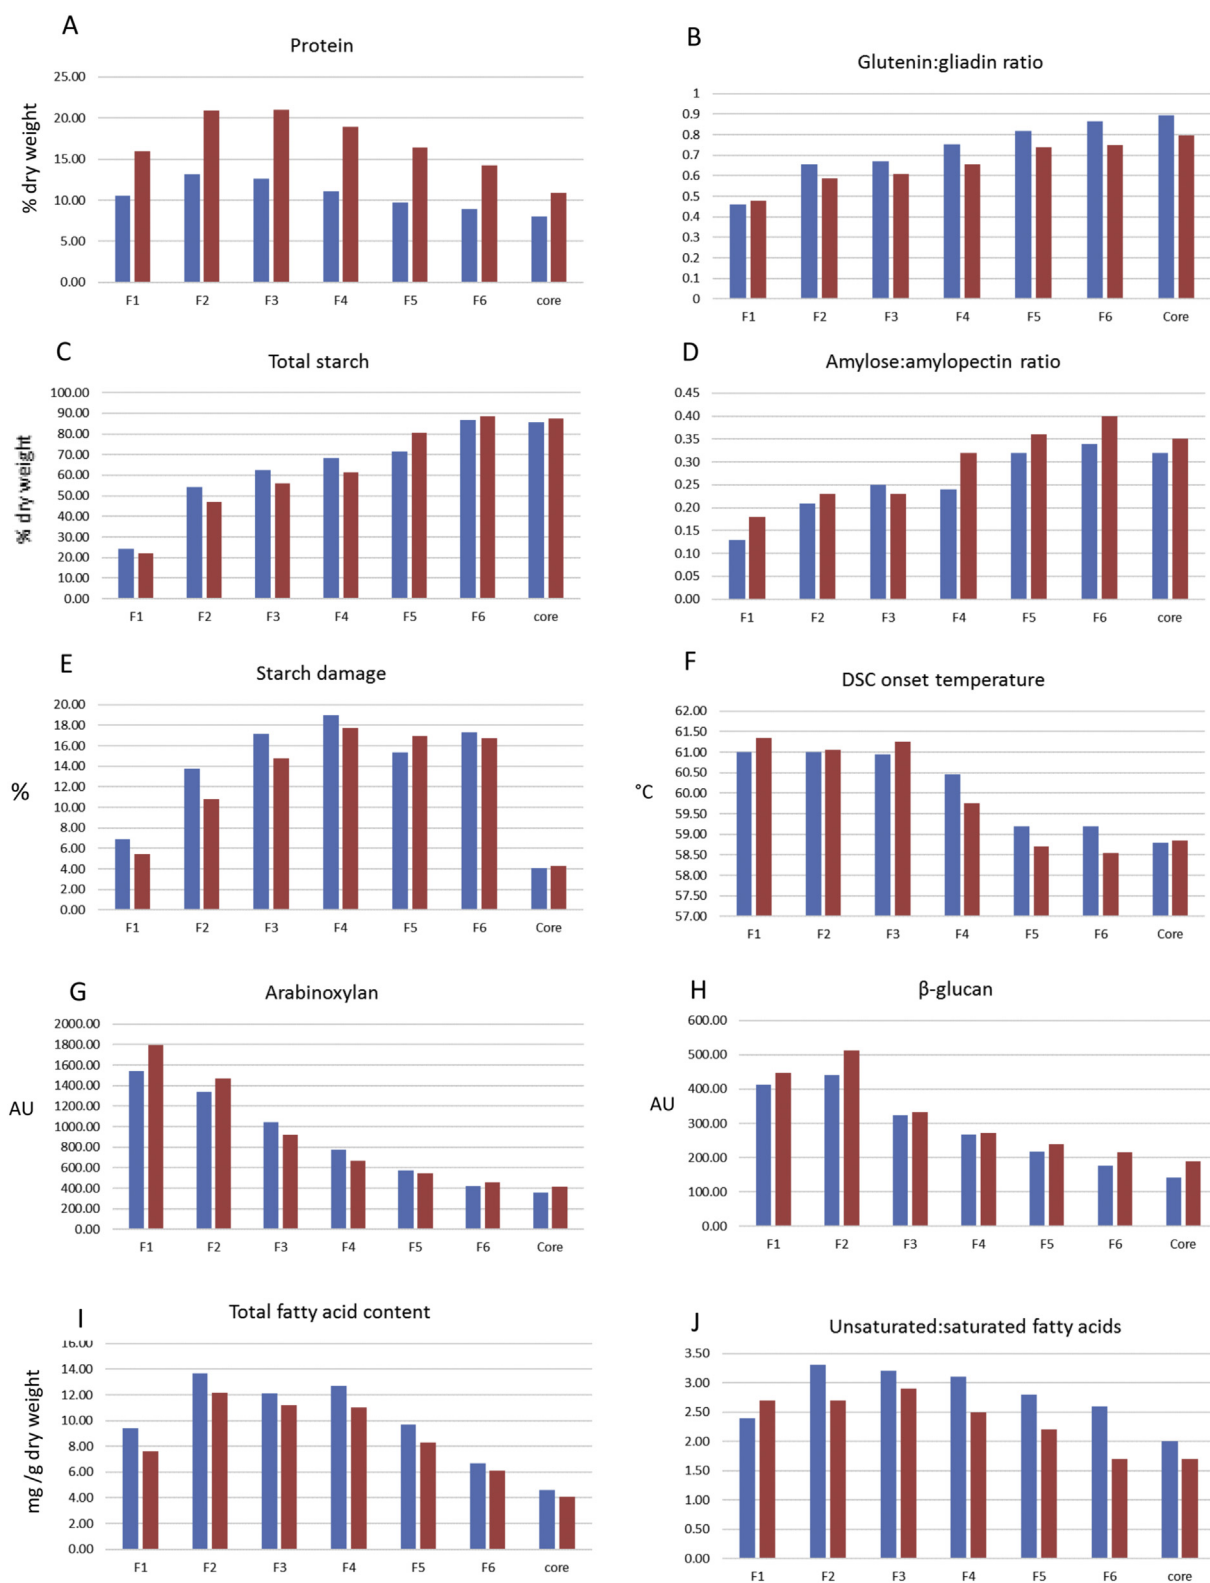 A
Protein
% dry weight
25.00
20.00
15.00
10.00
5.00
0.00
F1 F2 F3 F4 F5 F6 core
B
Glutenin:gliadin ratio
1
0.9
0.8
0.7
0.6
0.5
0.4
0.3
0.2
0.1
0
F1 F2 F3 F4 F5 F6 Core
C
Total starch
% dry weight
100.00
90.00
80.00
70.00
60.00
50.00
40.00
30.00
20.00
10.00
0.00
F1 F2 F3 F4 F5 F6 core
D
Amylose:amylopectin ratio
0.45
0.40
0.35
0.30
0.25
0.20
0.15
0.10
0.05
0.00
F1 F2 F3 F4 F5 F6 core
E
Starch damage
%
20.00
18.00
16.00
14.00
12.00
10.00
8.00
6.00
4.00
2.00
0.00
F1 F2 F3 F4 F5 F6 Core
F
DSC onset temperature
°C
62.00
61.50
61.00
60.50
60.00
59.50
59.00
58.50
58.00
57.50
57.00
F1 F2 F3 F4 F5 F6 Core
G
Arabinoxylan
AU
2000.00
1800.00
1600.00
1400.00
1200.00
1000.00
800.00
600.00
400.00
200.00
0.00
F1 F2 F3 F4 F5 F6 Core
H
β-glucan
AU
600.00
500.00
400.00
300.00
200.00
100.00
0.00
F1 F2 F3 F4 F5 F6 Core
I
Total fatty acid content
mg /g dry weight
16.00
14.00
12.00
10.00
8.00
6.00
4.00
2.00
0.00
F1 F2 F3 F4 F5 F6 core
J
Unsaturated:saturated fatty acids
3.50
3.00
2.50
2.00
1.50
1.00
0.50
0.00
F1 F2 F3 F4 F5 F6 core